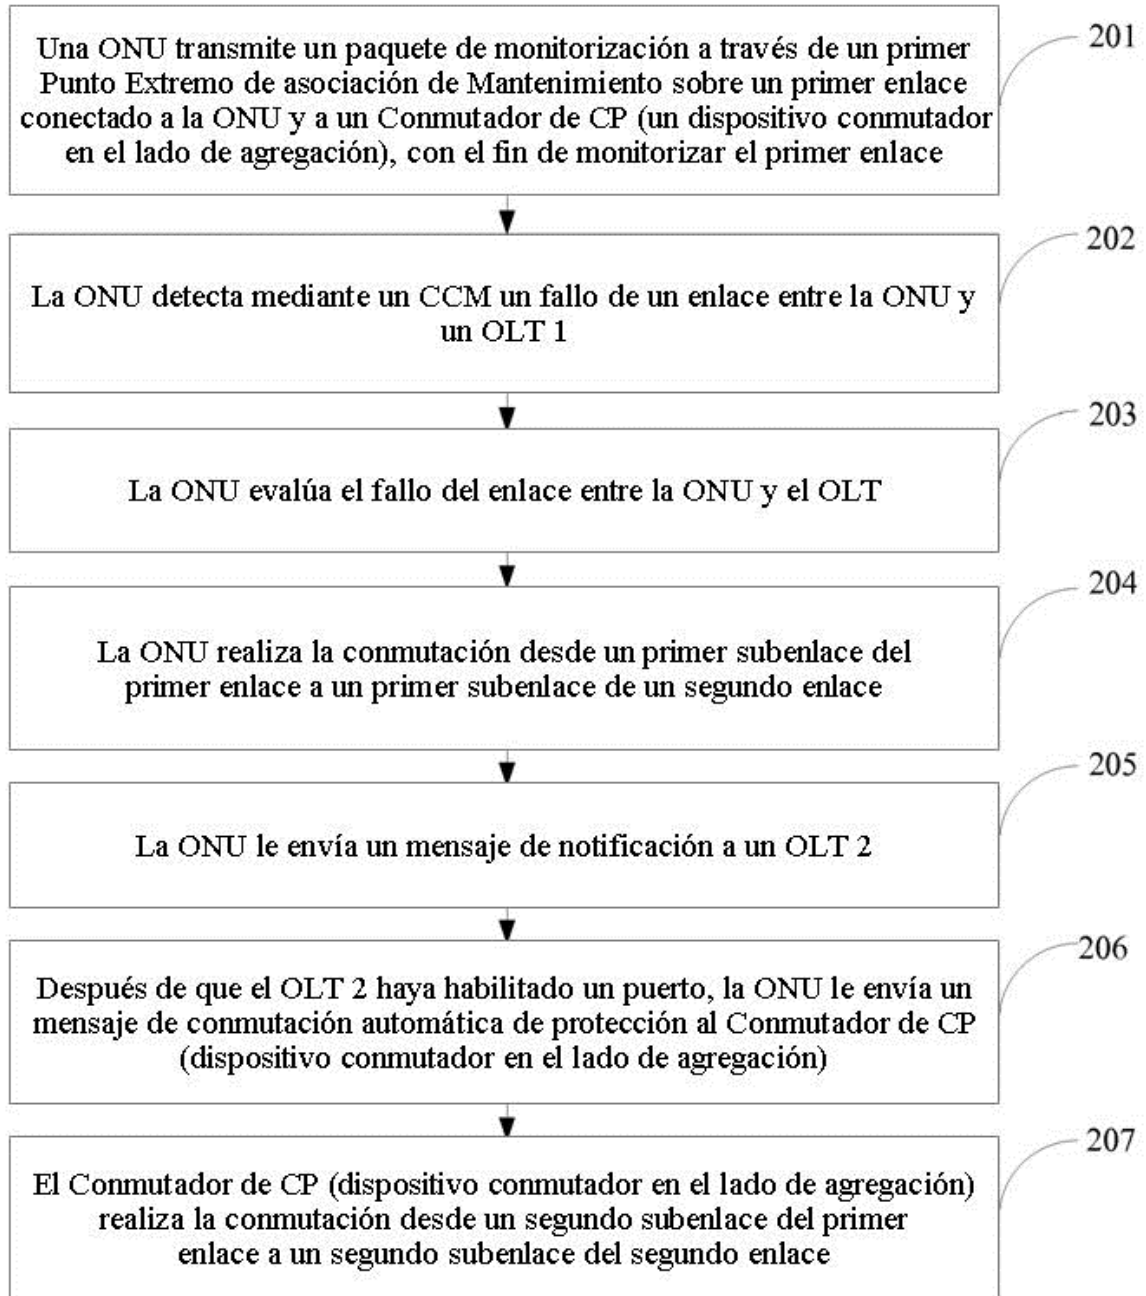 Una ONU transmite un paquete de monitorización a través de un primer
Punto Extremo de asociación de Mantenimiento sobre un primer enlace
conectado a la ONU y a un Conmutador de CP (un dispositivo conmutador
en el lado de agregación), con el fin de monitorizar el primer enlace
201
La ONU detecta mediante un CCM un fallo de un enlace entre la ONU y
un OLT 1
202
La ONU evalúa el fallo del enlace entre la ONU y el OLT
203
La ONU realiza la conmutación desde un primer subenlace del
primer enlace a un primer subenlace de un segundo enlace
204
La ONU le envía un mensaje de notificación a un OLT 2
205
Después de que el OLT 2 haya habilitado un puerto, la ONU le envía un
mensaje de conmutación automática de protección al Conmutador de CP
(dispositivo conmutador en el lado de agregación)
206
El Conmutador de CP (dispositivo conmutador en el lado de agregación)
realiza la conmutación desde un segundo subenlace del primer
enlace a un segundo subenlace del segundo enlace
207